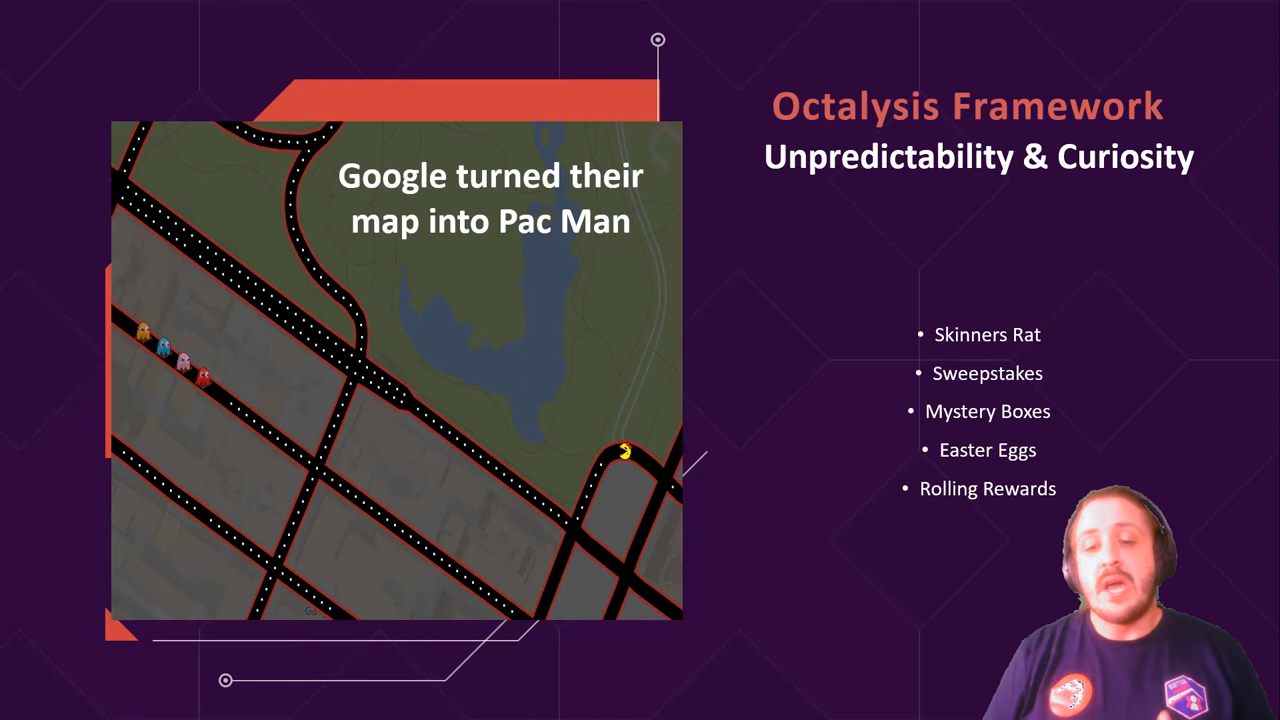 Octalysis Framework
Unpredictability & Curiosity
Google turned their
map into Pac Man
• Skinners Rat
• Sweepstakes
• Mystery Boxes
• Easter Eggs
• Rolling Rewards